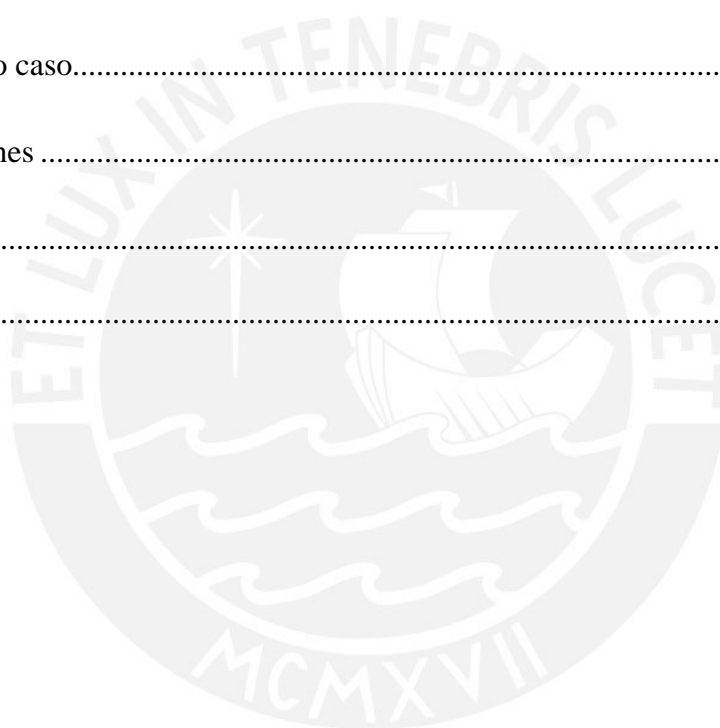 o caso..................................................................................
nes ......................................................................................
...........................................................................................
...........................................................................................
ET LUX IN TENEBRIS LUCET
MCMXVII